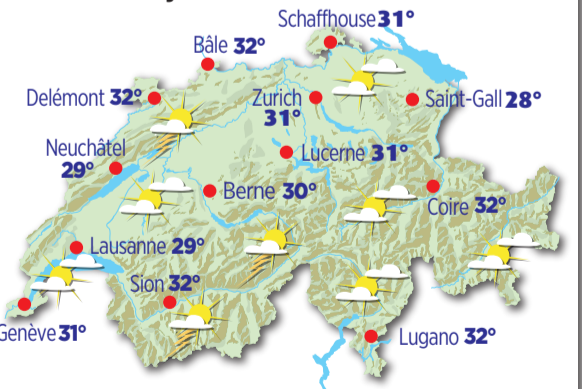 Schaffhouse 31°
Bâle 32°
Delémont 32°
Zurich
31°
Saint-Gall 28°
Neuchâtel
29°
Lucerne 31°
Berne 30°
Coire 32°
Lausanne 29°
Sion 32°
Genève 31°
Lugano 32°